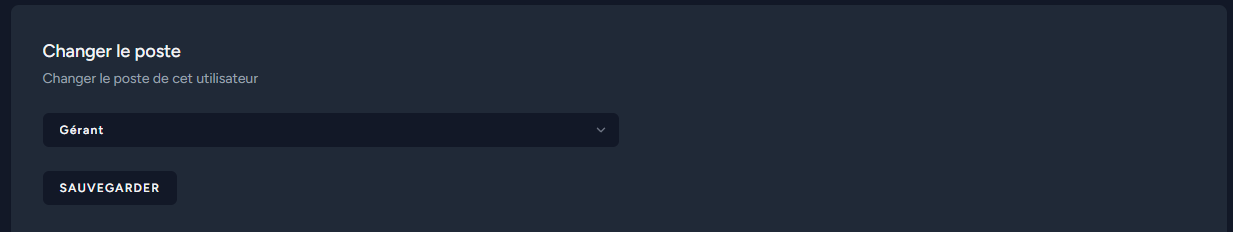 Changer le poste
Changer le poste de cet utilisateur
Gérant
SAUVEGARDER